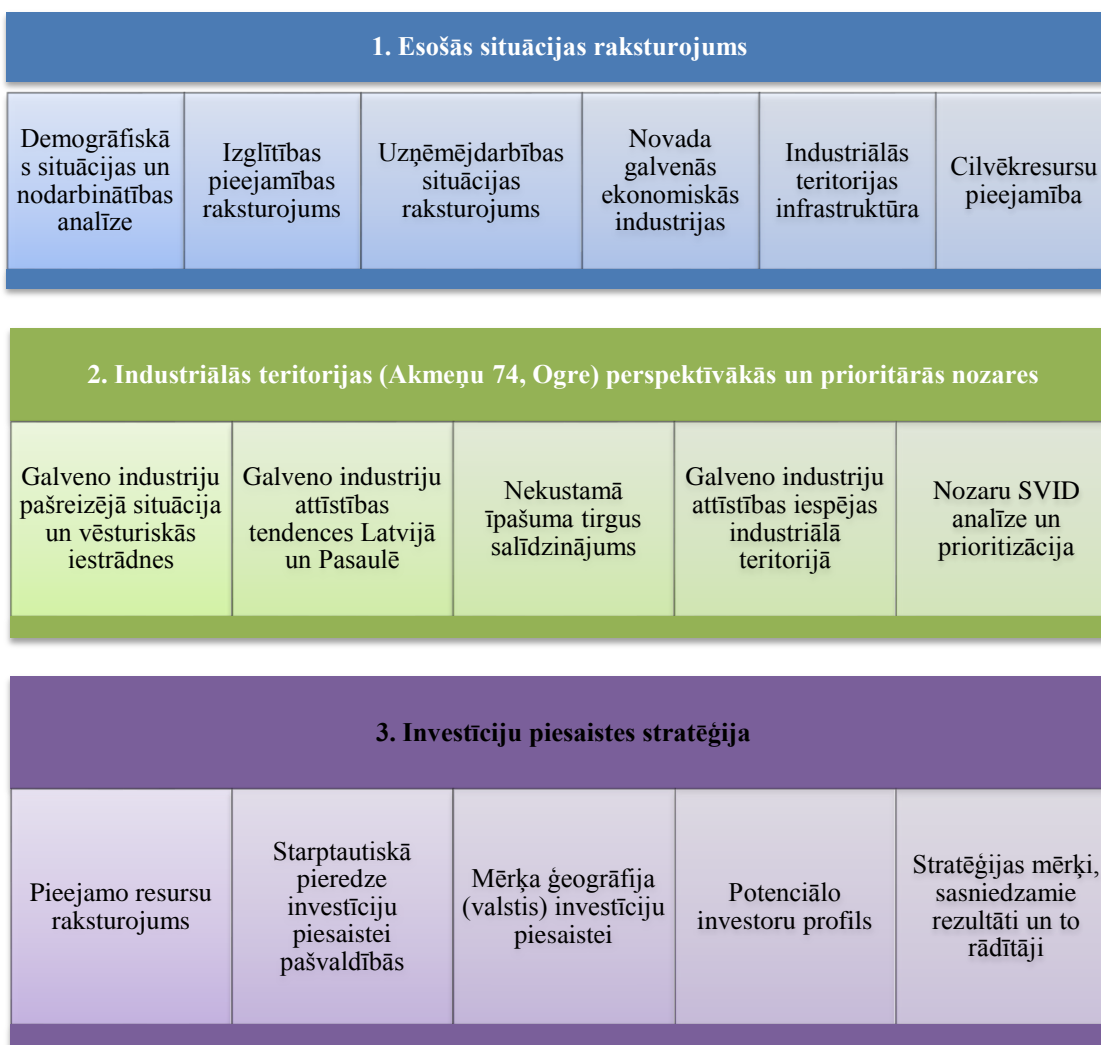 1. Esošās situācijas raksturojums
Demogrāfiskā
s situācijas un
nodarbinātības
analīze
Izglītības
pieejamības
raksturojums
Uzņēmējdarbības
situācijas
raksturojums
Novada
galvenās
ekonomiskās
industrijas
Industriālās
teritorijas
infrastruktūra
Cilvēkresursu
pieejamība
2. Industriālās teritorijas (Akmeņu 74, Ogre) perspektīvākās un prioritārās nozares
Galveno industriju
pašreizējā situācija
un vēsturiskās
iestrādnes
Galveno industriju
attīstības
tendences Latvijā
un Pasaulē
Nekustamā
īpašuma tirgus
salīdzinājums
Galveno industriju
attīstības iespējas
industriālā
teritorijā
Nozaru SVID
analīze un
prioritizācija
3. Investīciju piesaistes stratēģija
Pieejamo resursu
raksturojums
Starptautiskā
pieredze
investīciju
piesaistei
pašvaldībās
Mērķa ģeogrāfija
(valstis) investīciju
piesaistei
Potenciālo
investoru profils
Stratēģijas mērķi,
sasniedzamie
rezultāti un to
rādītāji